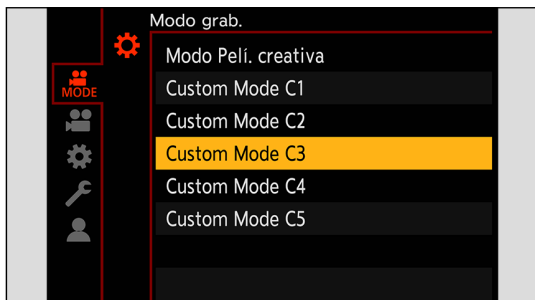 Modo grab.
Modo Pelí. creativa
MODE
Custom Mode C1
Custom Mode C2
Custom Mode C3
Custom Mode C4
Custom Mode C5